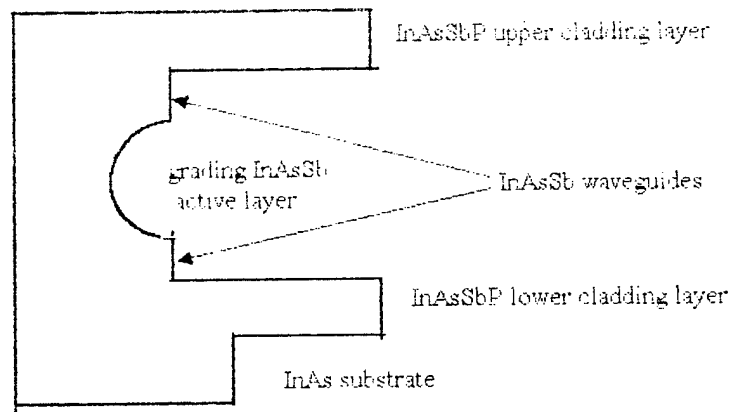 InAsSbP upper cladding layer
grading InAsSb
active layer
InAsSb waveguides
InAsSbP lower cladding layer
InAs substrate